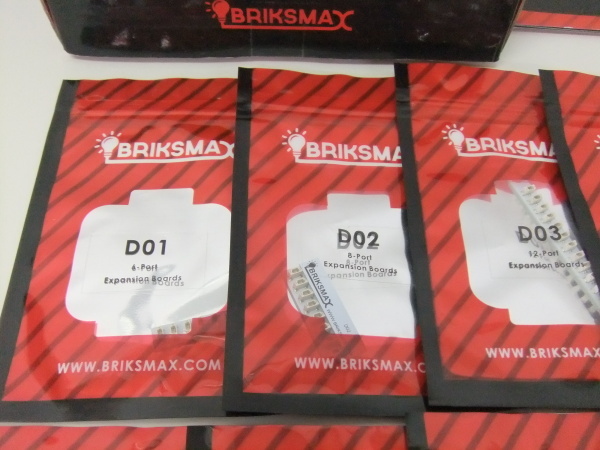 BRIKSMAX
BRIKSMAX
D01
6-Port
Expansion Boards
WWW.BRIKSMAX.COM
BRIKSMA
D02
8-Port
Expansion Boards
BRIKSMAX
WWW.BRIKSMAX.COM
BRIKSMAX
D03
12-Port
Expansion Boards
WWW.BRIKSMAX.